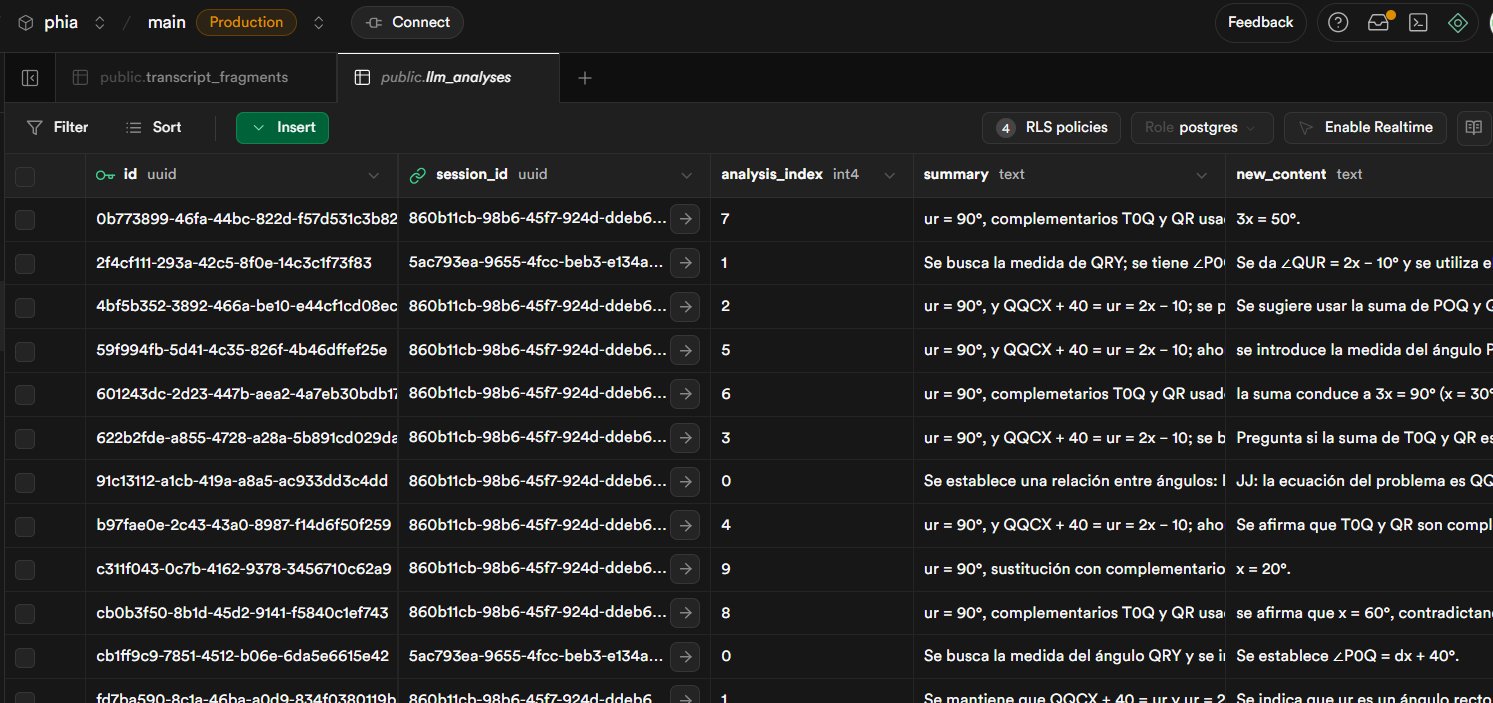 phia / main Production Connect Feedback
public.transcript_fragments public.llm_analyses
Filter Sort Insert 4 RLS policies Role postgres Enable Realtime
id uuid session_id uuid analysis_index int4 summary text new_content text
0b773899-46fa-44bc-822d-f57d531c3b82 860b11cb-98b6-45f7-924d-ddeb6... 7 ur = 90°, complementarios T0Q y QR usa 3x = 50°.
2f4cf111-293a-42c5-8f0e-14c3c1f73f83 5ac793ea-9655-4fcc-beb3-e134a... 1 Se busca la medida de QRY; se tiene ∠P0 Se da ∠QUR = 2x − 10° y se utiliza e
4bf5b352-3892-466a-be10-e44cf1cd08ec 860b11cb-98b6-45f7-924d-ddeb6... 2 ur = 90°, y QQCX + 40 = ur = 2x − 10; se p Se sugiere usar la suma de POQ y Q
59f994fb-5d41-4c35-826f-4b46dffef25e 860b11cb-98b6-45f7-924d-ddeb6... 5 ur = 90°, y QQCX + 40 = ur = 2x − 10; aho se introduce la medida del ángulo P
601243dc-2d23-447b-aea2-4a7eb30bdb17 860b11cb-98b6-45f7-924d-ddeb6... 6 ur = 90°, complemetarios T0Q y QR usad la suma conduce a 3x = 90° (x = 30°
622b2fde-a855-4728-a28a-5b891cd029da 860b11cb-98b6-45f7-924d-ddeb6... 3 ur = 90°, y QQCX + 40 = ur = 2x − 10; se b Pregunta si la suma de T0Q y QR es
91c13112-a1cb-419a-a8a5-ac933dd3c4dd 860b11cb-98b6-45f7-924d-ddeb6... 0 Se establece una relación entre ángulos: JJ: la ecuación del problema es QQ
b97fae0e-2c43-43a0-8987-f14d6f50f259 860b11cb-98b6-45f7-924d-ddeb6... 4 ur = 90°, y QQCX + 40 = ur = 2x − 10; aho Se afirma que T0Q y QR son compl
c311f043-0c7b-4162-9378-3456710c62a9 860b11cb-98b6-45f7-924d-ddeb6... 9 ur = 90°, sustitución con complementario x = 20°.
cb0b3f50-8b1d-45d2-9141-f5840c1ef743 860b11cb-98b6-45f7-924d-ddeb6... 8 ur = 90°, complementarios T0Q y QR usa se afirma que x = 60°, contradictan
cb1ff9c9-7851-4512-b06e-6da5e6615e42 5ac793ea-9655-4fcc-beb3-e134a... 0 Se busca la medida del ángulo QRY y se i Se establece ∠P0Q = dx + 40°.
fd7ba590-8c1a-46ba-a0d9-834f0380119b 860b11cb-98b6-45f7-924d-ddeb6... 1 Se mantiene que QQCX + 40 = ur y ur = 2 Se indica que ur es un ángulo recto